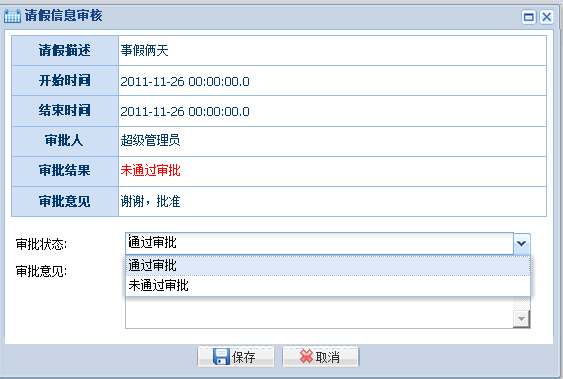 请假信息审核
请假描述 事假俩天
开始时间 2011-11-26 00:00:00.0
结束时间 2011-11-26 00:00:00.0
审批人 超级管理员
审批结果 未通过审批
审批意见 谢谢，批准
审批状态: 通过审批
通过审批
审批意见:
未通过审批
保存 取消